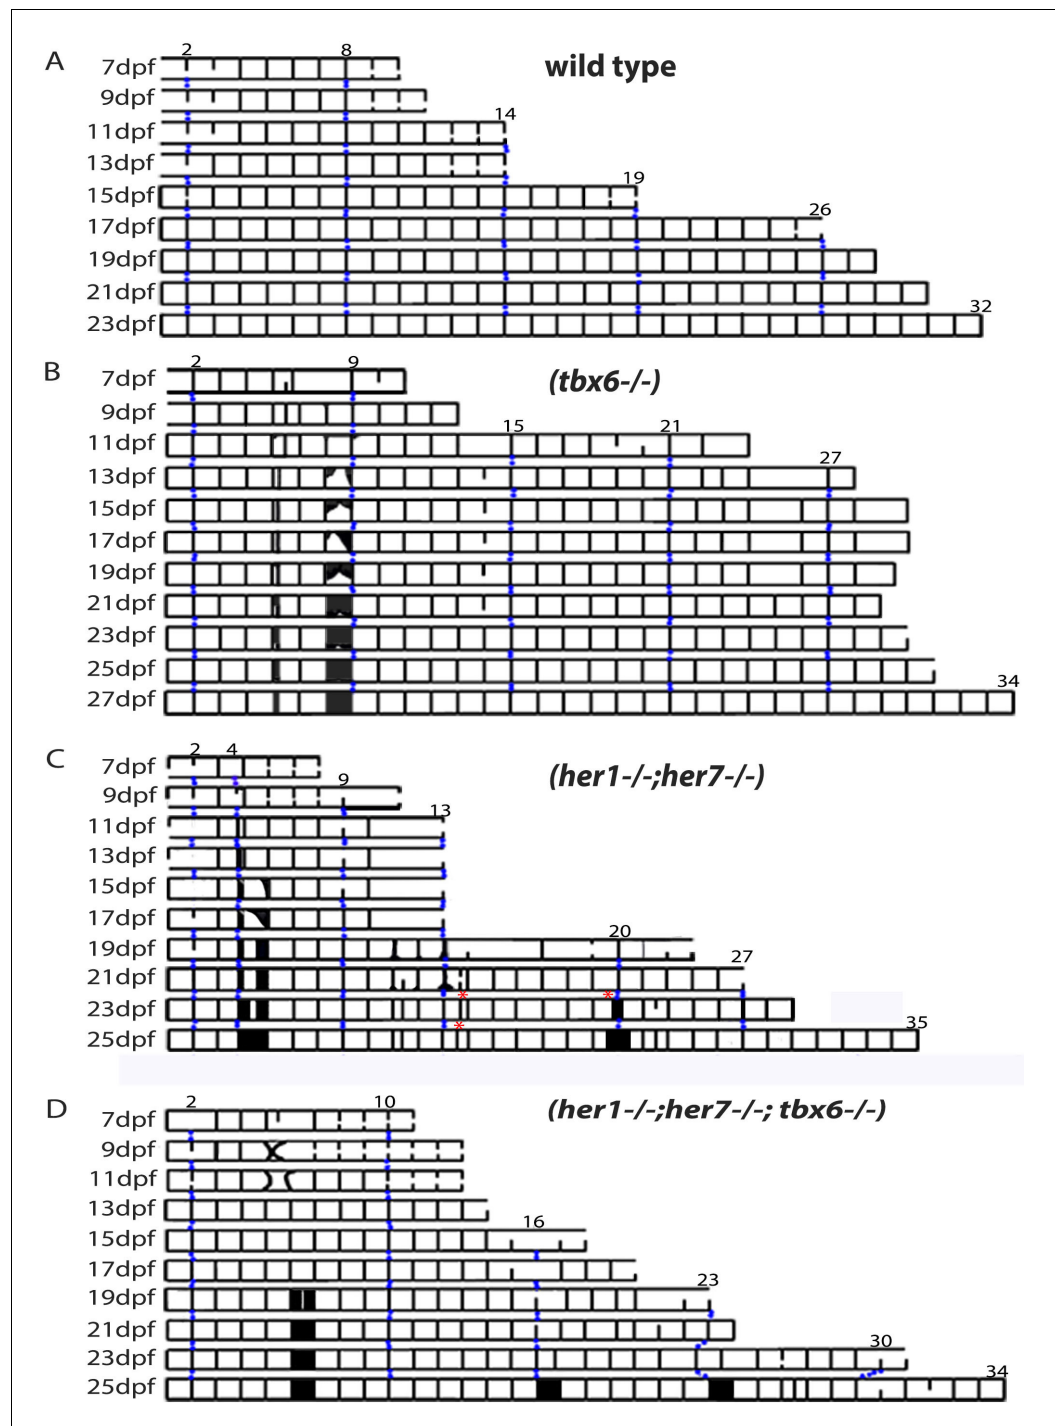 A
wild type
2 8
7dpf
9dpf
14
11dpf
13dpf
19
15dpf
26
17dpf
19dpf
21dpf
32
23dpf
B
(tbx6-/-)
2 9
7dpf
9dpf
15 21
11dpf
27
13dpf
15dpf
17dpf
19dpf
21dpf
23dpf
25dpf
34
27dpf
C
(her1-/-;her7-/-)
2 4
7dpf
9
9dpf
13
11dpf
13dpf
15dpf
17dpf
20
19dpf
27
21dpf
* *
23dpf
*
35
25dpf
D
(her1-/-;her7-/-; tbx6-/-)
2 10
7dpf
9dpf
11dpf
13dpf
16
15dpf
17dpf
23
19dpf
21dpf
30
23dpf
34
25dpf